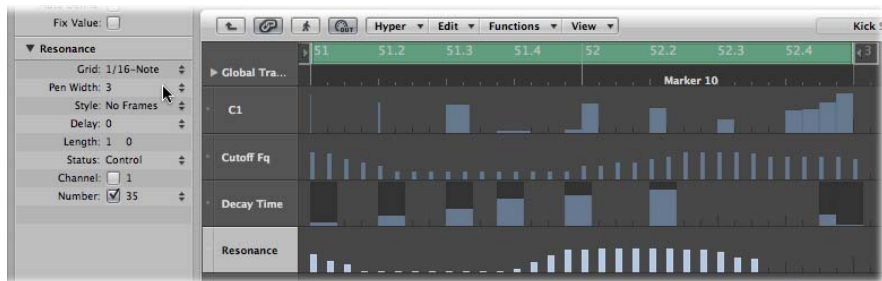 Fix Value:
Hyper Edit Functions View Kick
Resonance
51 51.2 51.3 51.4 52 52.2 52.3 52.4 3
Grid: 1/16-Note
Global Tra...
Pen Width: 3
Marker 10
Style: No Frames
C1
Delay: 0
Length: 1 0
Status: Control
Cutoff Fq
Channel: 1
Number: 35
Decay Time
Resonance